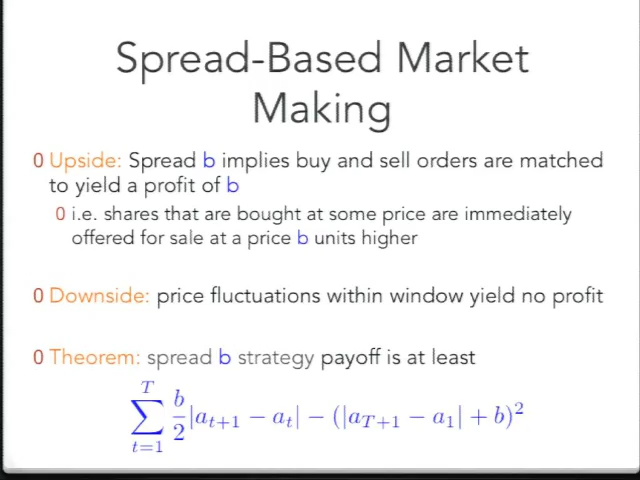 Spread-Based Market
Making
0 Upside: Spread b implies buy and sell orders are matched
to yield a profit of b
0 i.e. shares that are bought at some price are immediately
offered for sale at a price b units higher
0 Downside: price fluctuations within window yield no profit
0 Theorem: spread b strategy payoff is at least
\sum_{t=1}^{T} \frac{b}{2}|a_{t+1} - a_t| - (|a_{T+1} - a_1| + b)^2